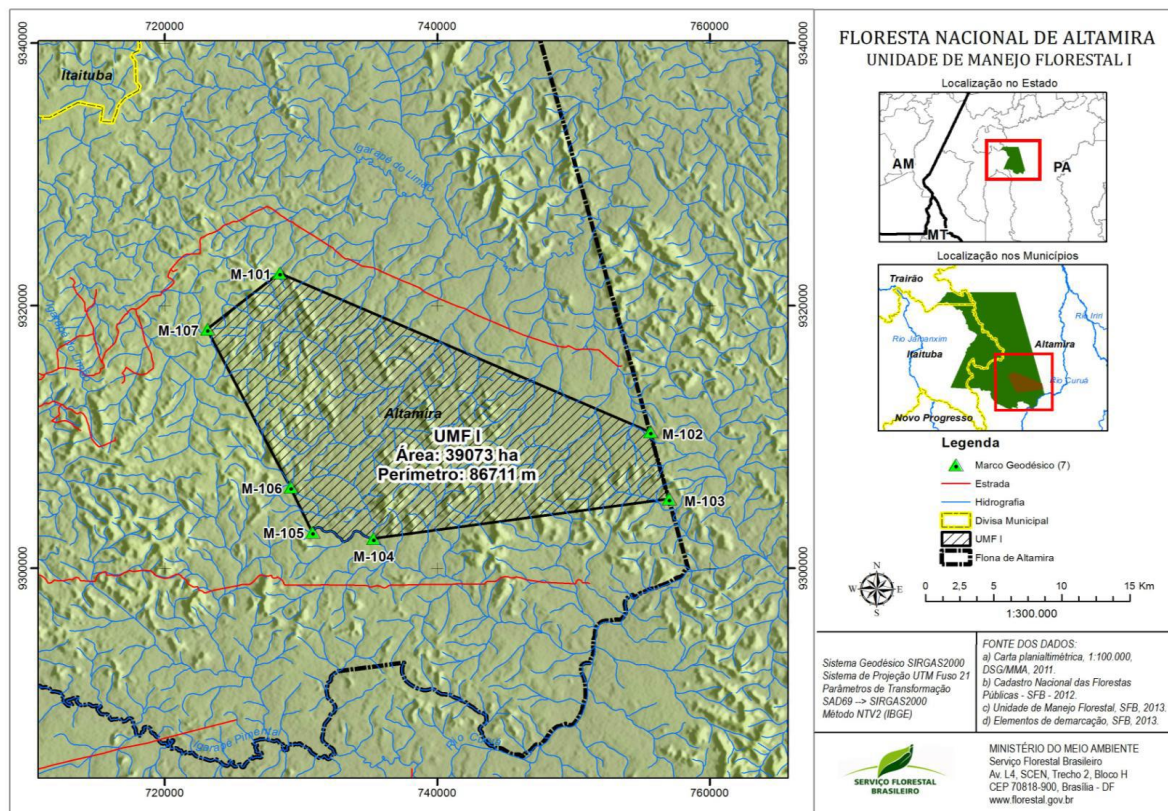 720000
740000
760000
9340000
9340000
Itaituba
Igarapé do Limão
M-101
9320000
9320000
M-107
Altamira
UMF I
Área: 39073 ha
Perímetro: 86711 m
M-102
M-106
M-103
M-105
M-104
9300000
9300000
Igarapé Pimental
720000
740000
760000
FLORESTA NACIONAL DE ALTAMIRA
UNIDADE DE MANEJO FLORESTAL I
Localização no Estado
AM
PA
MT
Localização nos Municípios
Trairão
Rio Iriri
Rio Jamanxim
Altamira
Itaituba
Rio Curuá
Novo Progresso
Legenda
Marco Geodésico (7)
Estrada
Hidrografia
Divisa Municipal
UMF I
Flona de Altamira
N
W
E
S
0 2,5 5 10 15 Km
1:300.000
Sistema Geodésico SIRGAS2000
Sistema de Projeção UTM Fuso 21
Parâmetros de Transformação
SAD69 --> SIRGAS2000
Método NTV2 (IBGE)
FONTE DOS DADOS:
a) Carta planialtimétrica, 1:100.000,
DSG/MMA, 2011.
b) Cadastro Nacional das Florestas
Públicas - SFB - 2012.
c) Unidade de Manejo Florestal, SFB, 2013.
d) Elementos de demarcação, SFB, 2013.
SERVIÇO FLORESTAL
BRASILEIRO
MINISTÉRIO DO MEIO AMBIENTE
Serviço Florestal Brasileiro
Av. L4, SCEN, Trecho 2, Bloco H
CEP 70818-900, Brasília - DF
www.florestal.gov.br